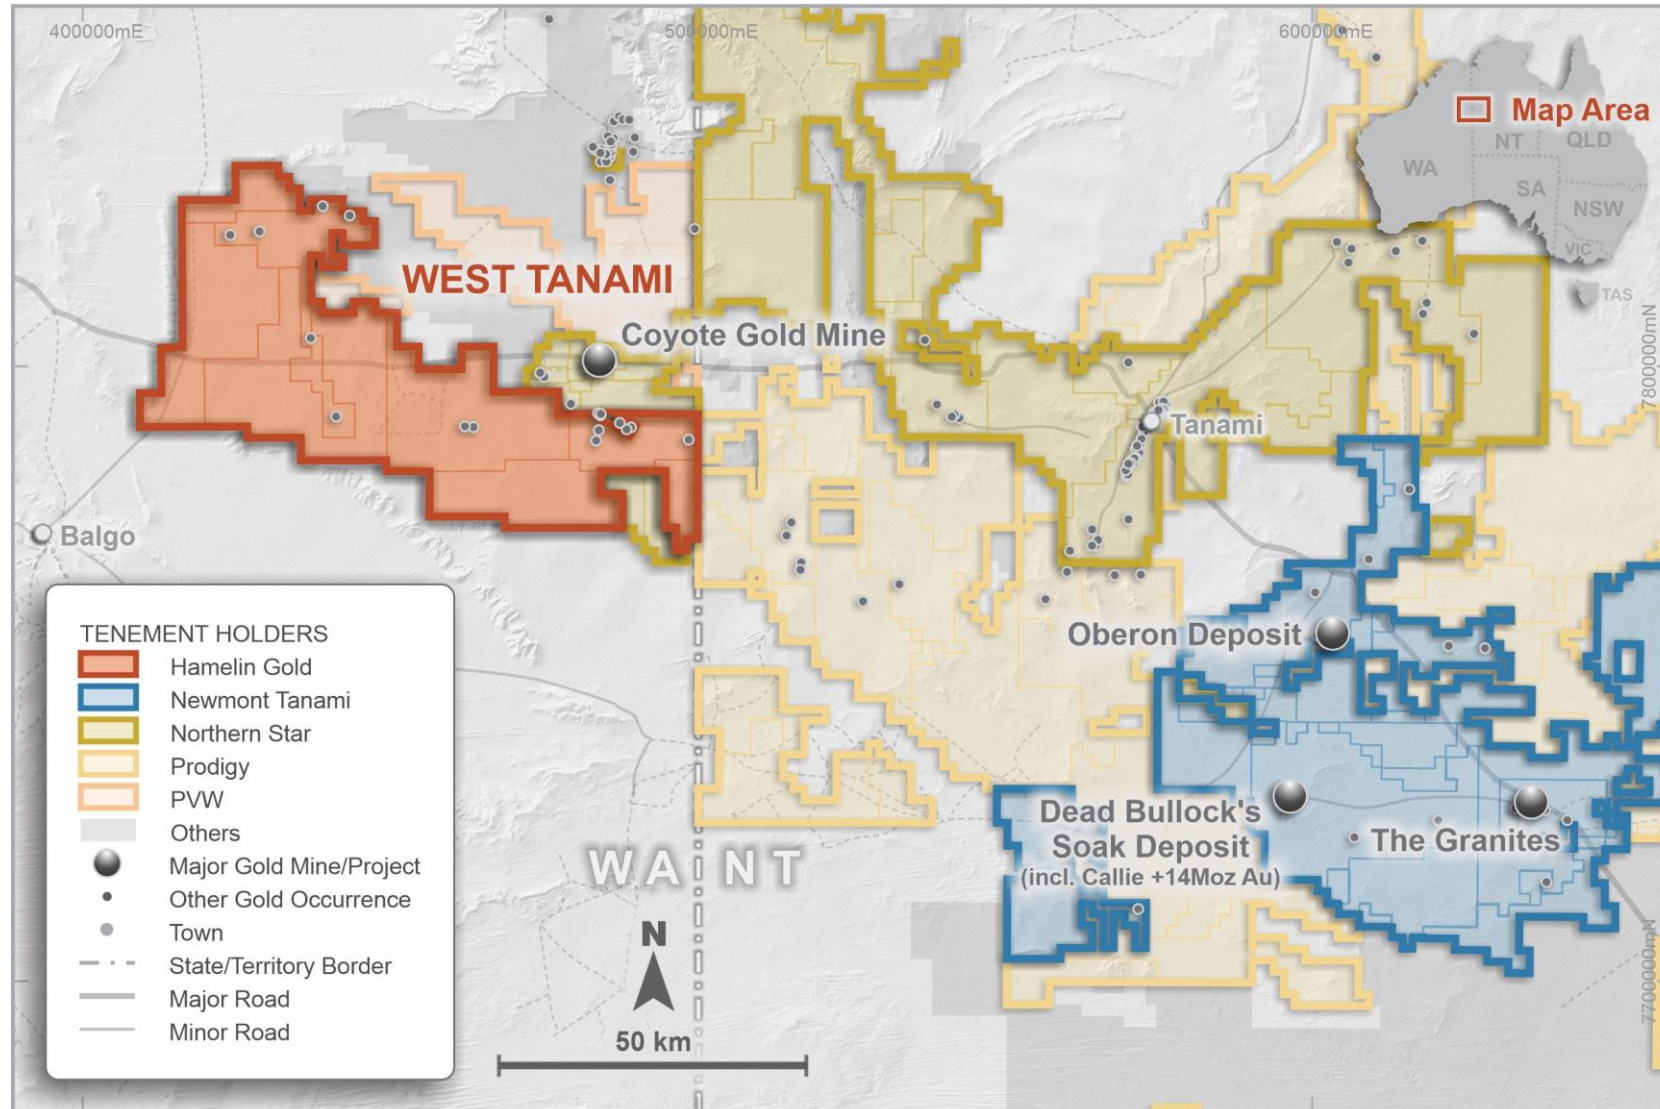 400000mE
500000mE
600000mE
Map Area
NT
QLD
WA
SA
NSW
VIC
TAS
WEST TANAMI
Coyote Gold Mine
7800000mN
Tanami
Balgo
Oberon Deposit
Dead Bullock's
Soak Deposit
(incl. Callie +14Moz Au)
The Granites
WA NT
N
50 km
7700000mN
TENEMENT HOLDERS
Hamelin Gold
Newmont Tanami
Northern Star
Prodigy
PVW
Others
Major Gold Mine/Project
Other Gold Occurrence
Town
State/Territory Border
Major Road
Minor Road